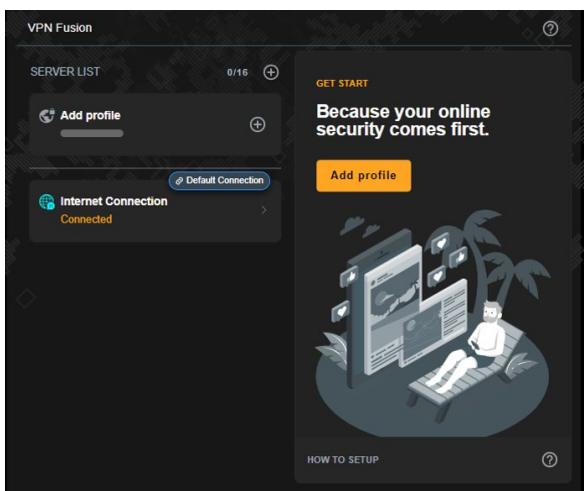 VPN Fusion
SERVER LIST
0/16
Add profile
Default Connection
Internet Connection
Connected
GET START
Because your online
security comes first.
Add profile
HOW TO SETUP